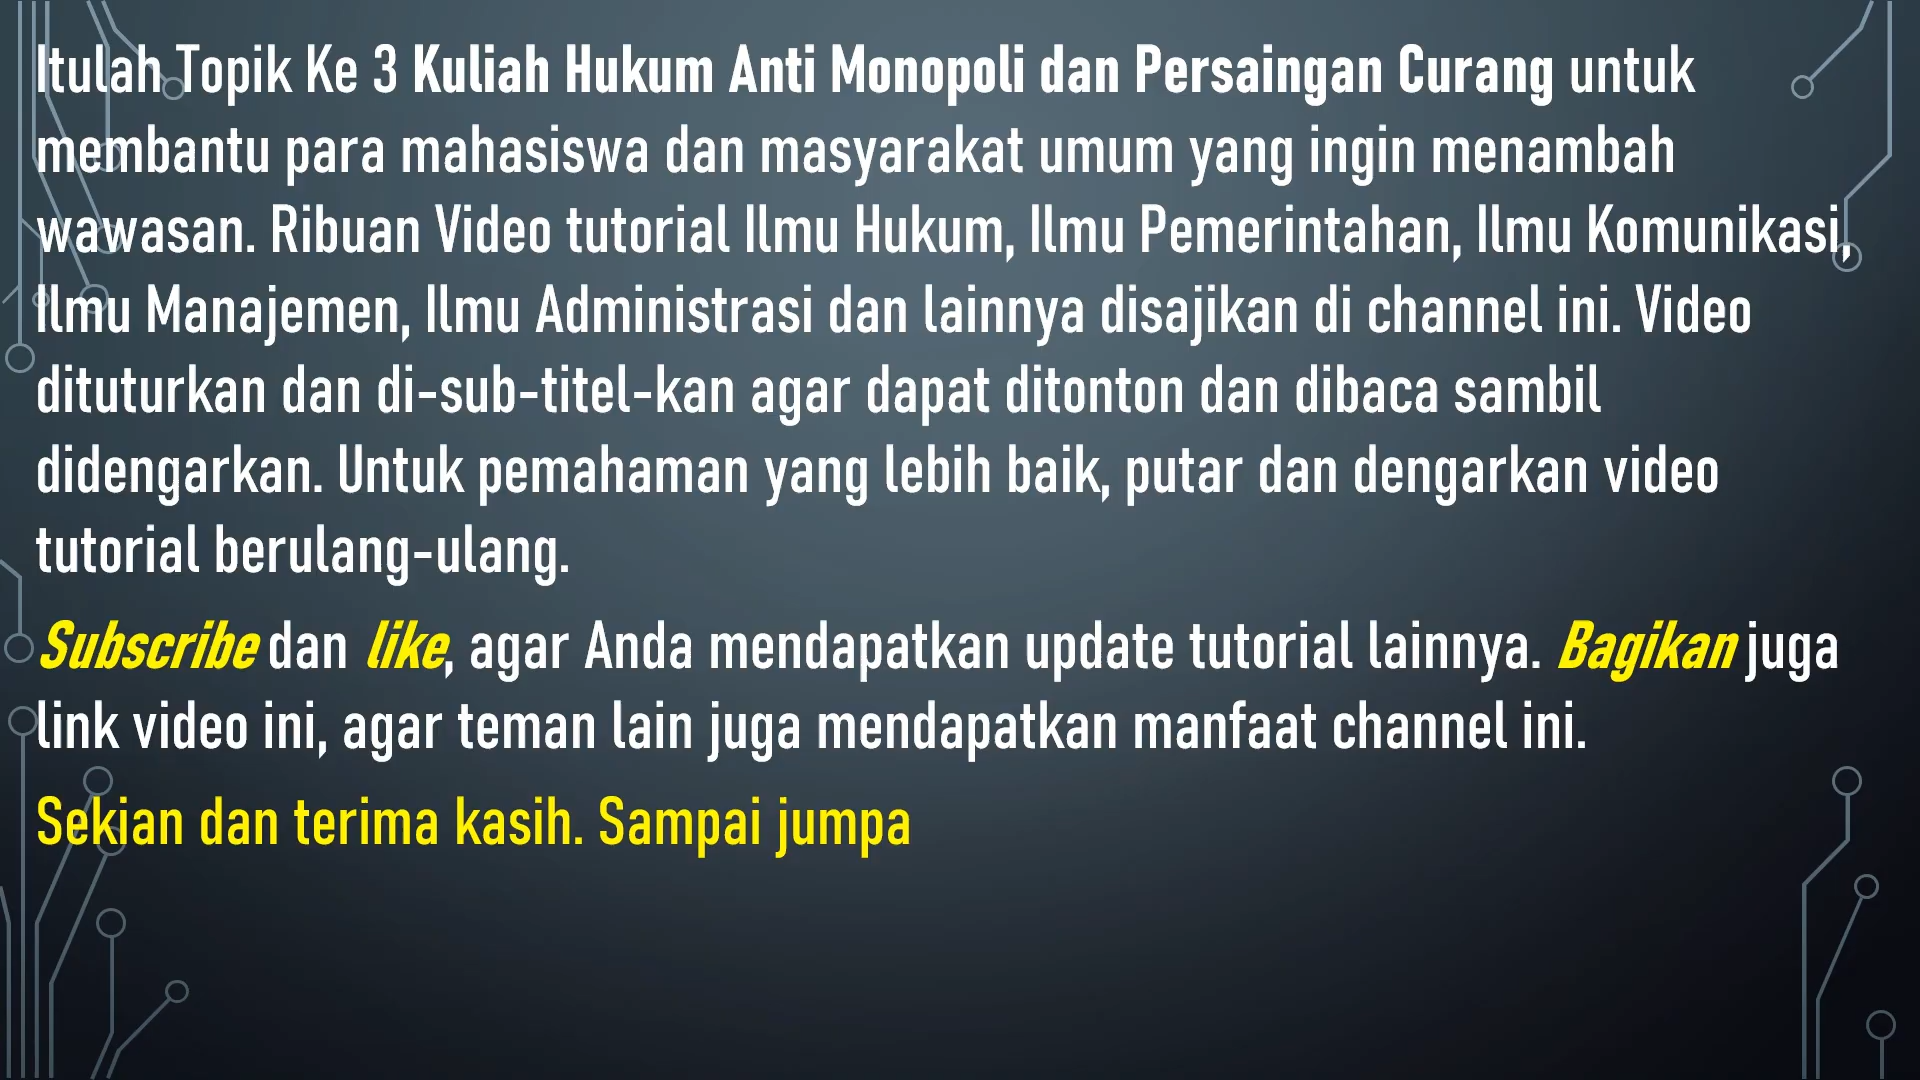 Itulah Topik Ke 3 Kuliah Hukum Anti Monopoli dan Persaingan Curang untuk
membantu para mahasiswa dan masyarakat umum yang ingin menambah
wawasan. Ribuan Video tutorial Ilmu Hukum, Ilmu Pemerintahan, Ilmu Komunikasi,
Ilmu Manajemen, Ilmu Administrasi dan lainnya disajikan di channel ini. Video
dituturkan dan di-sub-titel-kan agar dapat ditonton dan dibaca sambil
didengarkan. Untuk pemahaman yang lebih baik, putar dan dengarkan video
tutorial berulang-ulang.
Subscribe dan like, agar Anda mendapatkan update tutorial lainnya. Bagikan juga
link video ini, agar teman lain juga mendapatkan manfaat channel ini.
Sekian dan terima kasih. Sampai jumpa